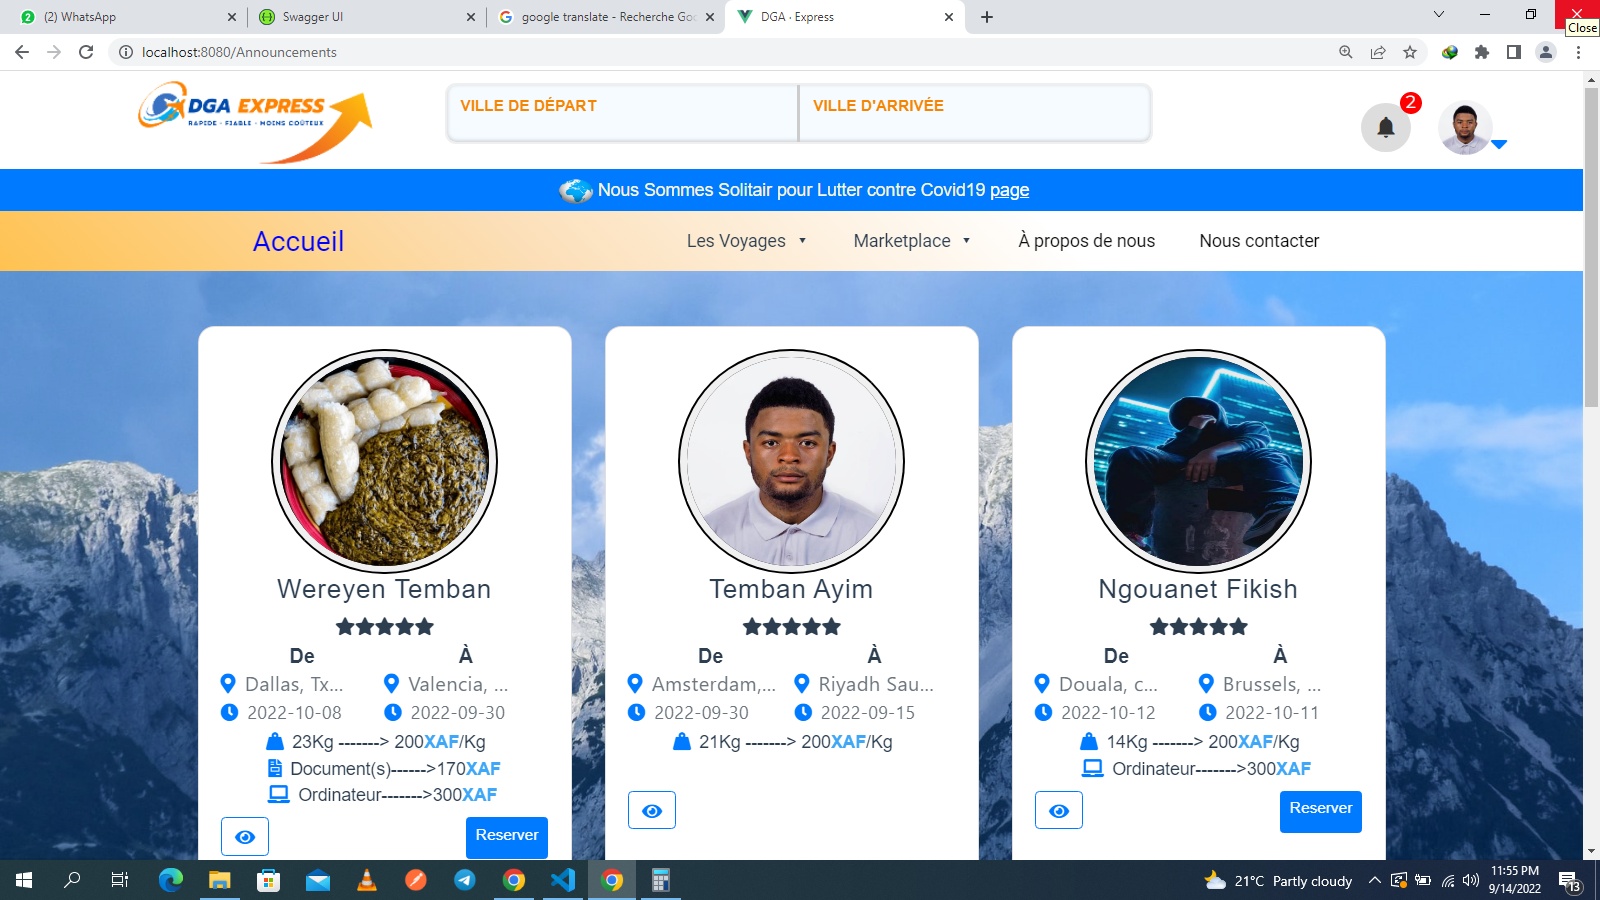 (2) WhatsApp
Swagger UI
google translate - Recherche Goo
DGA · Express
Close
localhost:8080/Announcements
DGA EXPRESS
RAPIDE - FIABLE - MOINS COÛTEUX
VILLE DE DÉPART
VILLE D'ARRIVÉE
2
Nous Sommes Solitair pour Lutter contre Covid19 page
Accueil
Les Voyages
Marketplace
À propos de nous
Nous contacter
Wereyen Temban
De À
Dallas, Tx... Valencia, ...
2022-10-08 2022-09-30
23Kg -------> 200XAF/Kg
Document(s)------>170XAF
Ordinateur------->300XAF
Reserver
Temban Ayim
De À
Amsterdam,... Riyadh Sau...
2022-09-30 2022-09-15
21Kg -------> 200XAF/Kg
Ngouanet Fikish
De À
Douala, c... Brussels, ...
2022-10-12 2022-10-11
14Kg -------> 200XAF/Kg
Ordinateur------->300XAF
Reserver
21°C Partly cloudy
11:55 PM
9/14/2022
13